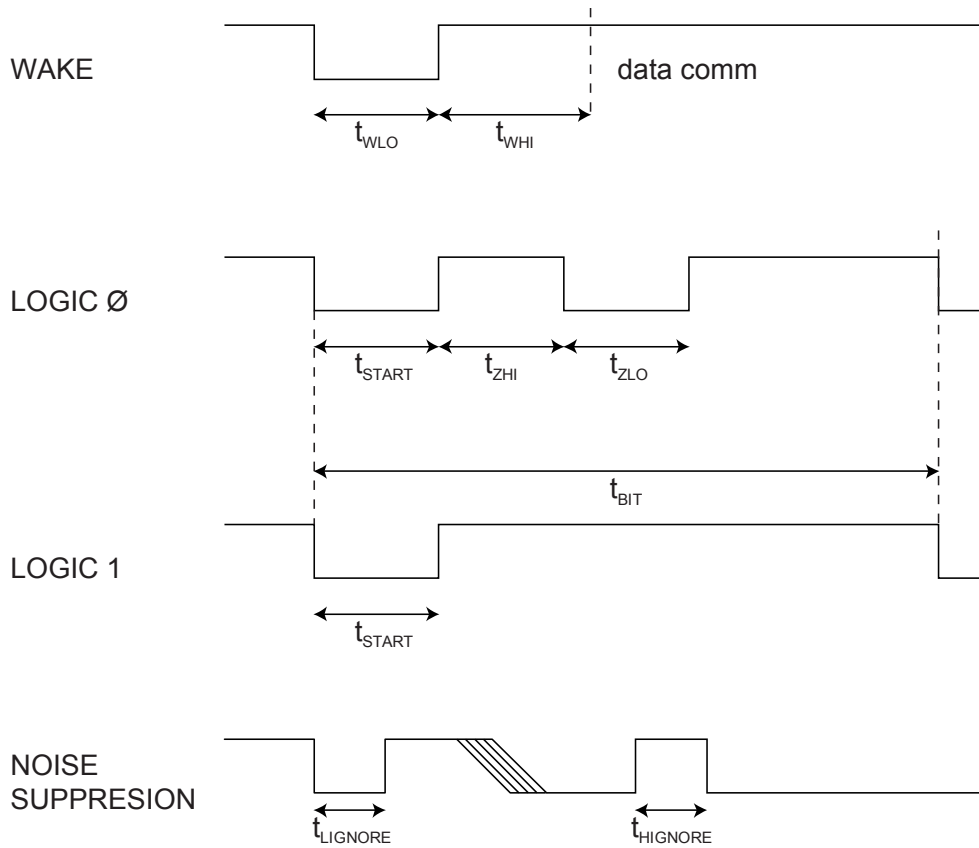 WAKE
data comm
tWLO
tWHI
LOGIC Ø
tSTART
tZHI
tZLO
tBIT
LOGIC 1
tSTART
NOISE
SUPPRESION
tLIGNORE
tHIGNORE